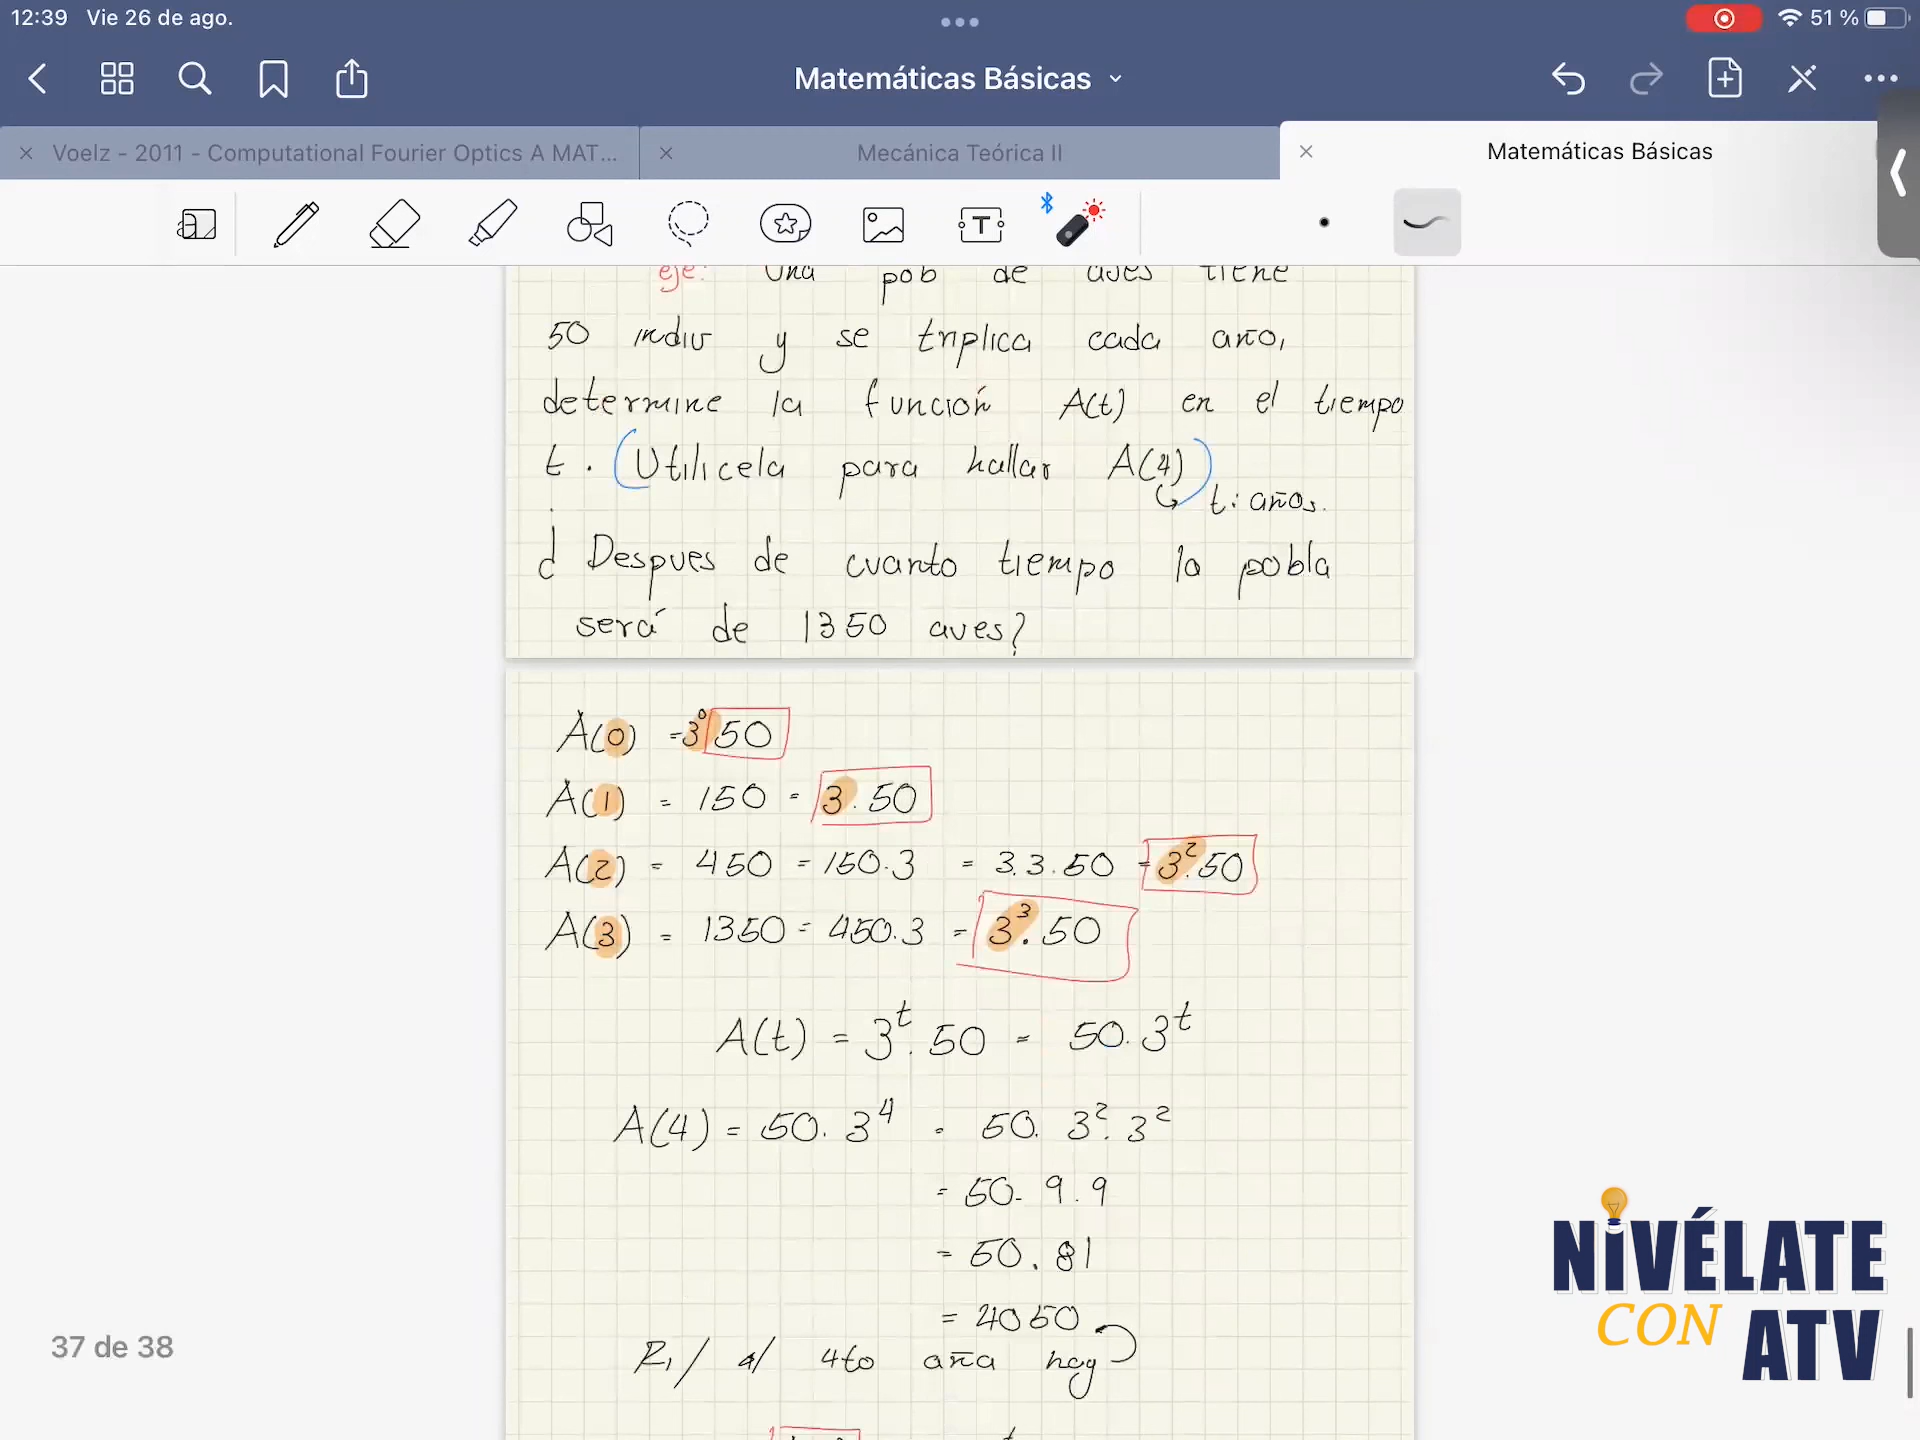 12:39 Vie 26 de ago. 51 %
Matemáticas Básicas
Voelz - 2011 - Computational Fourier Optics A MAT...
Mecánica Teórica II
Matemáticas Básicas
eje: Una pob de aves tiene
50 indiv y se triplica cada año,
determine la función A(t) en el tiempo
t. (Utilicela para hallar A(4))
t: años.
¿ Despues de cuanto tiempo la pobla
será de 1350 aves?
A(0) = 3⁰ 50
A(1) = 150 = 3.50
A(2) = 450 = 150.3 = 3.3.50 = 3².50
A(3) = 1350 = 450.3 = 3³.50
A(t) = 3ᵗ.50 = 50.3ᵗ
A(4) = 50.3⁴ = 50. 3².3²
= 50. 9.9
= 50.81
= 4050
R/ al 4to año hay
37 de 38
NIVÉLATE
CON
ATV